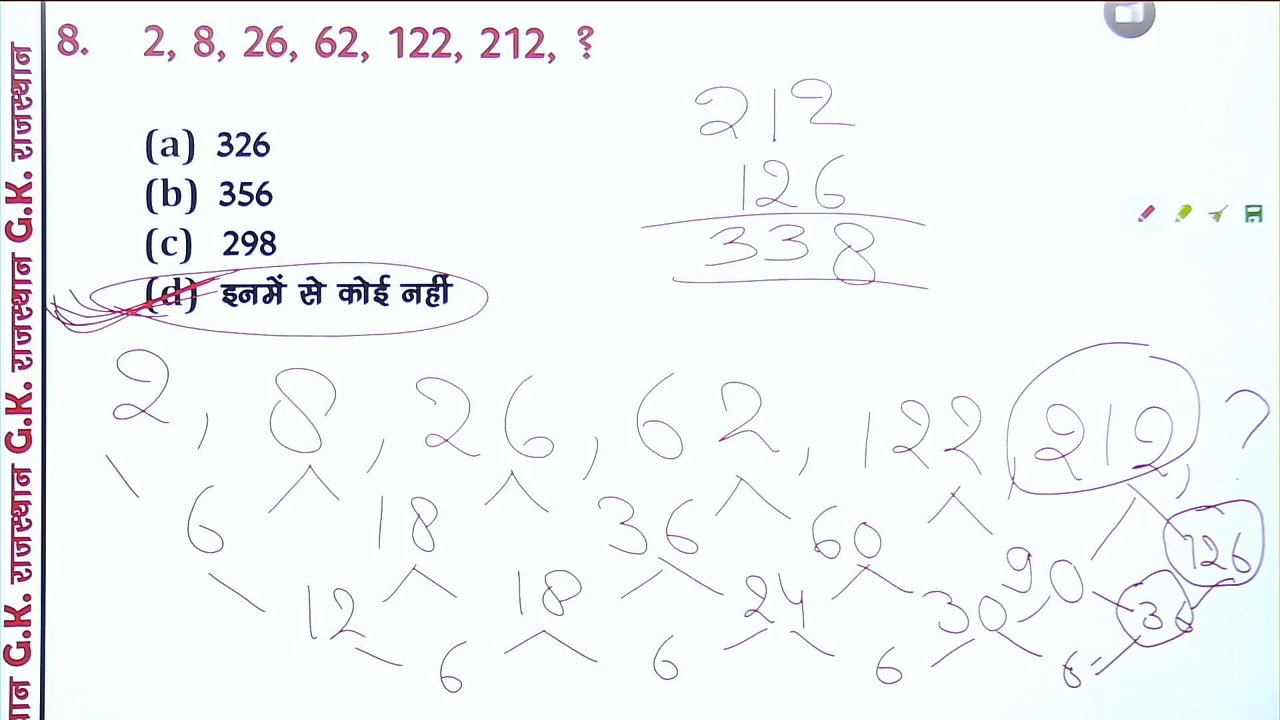 8. 2, 8, 26, 62, 122, 212, ?
(a) 326
(b) 356
(c) 298
(d) इनमें से कोई नहीं
212
126
338
2, 8, 26, 62, 122, 212, ?
6 18 36 60 90 126
12 18 24 30 36
6 6 6 6
राजस्थान G.K. राजस्थान G.K. राजस्थान G.K. राजस्थान